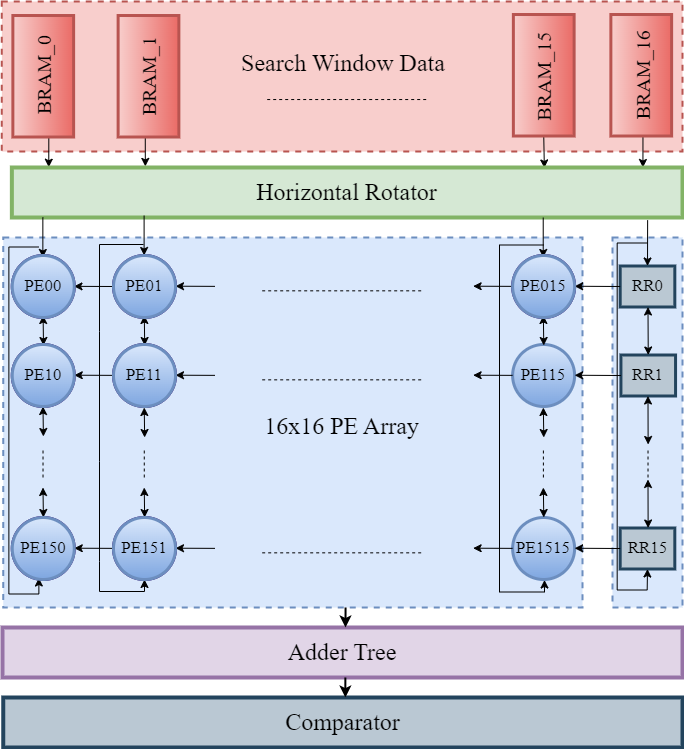 BRAM_0
BRAM_1
Search Window Data
BRAM_15
BRAM_16
Horizontal Rotator
PE00
PE01
PE015
RR0
PE10
PE11
PE115
RR1
16x16 PE Array
PE150
PE151
PE1515
RR15
Adder Tree
Comparator